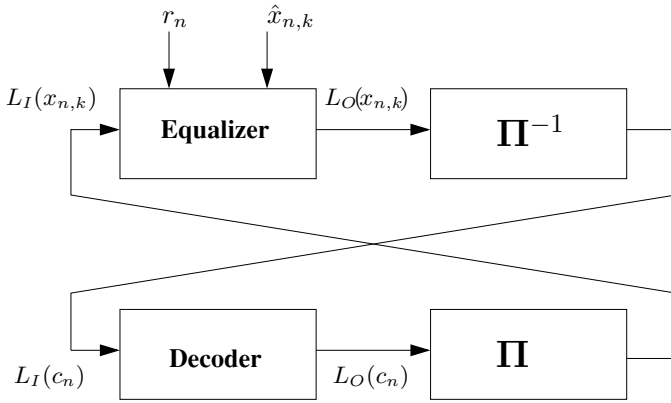 r_n
x̂_{n,k}
L_I(x_{n,k})
Equalizer
L_O(x_{n,k})
Π^{-1}
Decoder
Π
L_I(c_n)
L_O(c_n)